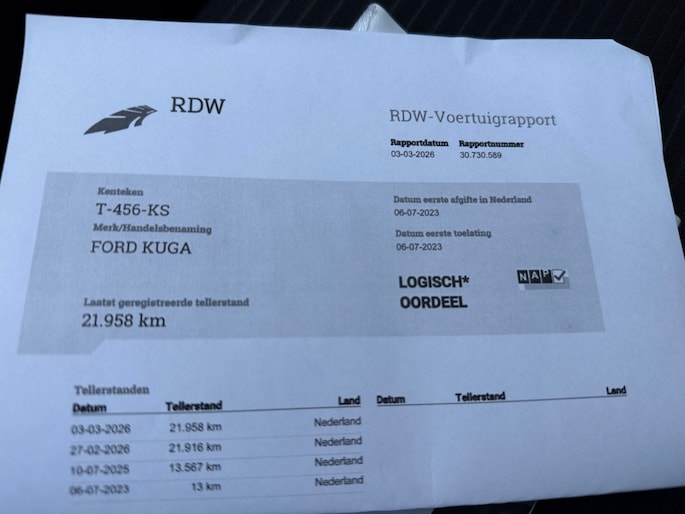 RDW
RDW-Voertuigrapport
Rapportdatum Rapportnummer
03-03-2026 30.730.589
Kenteken
T-456-KS
Merk/Handelsbenaming
FORD KUGA
Laatst geregistreerde tellerstand
21.958 km
Datum eerste afgifte in Nederland
06-07-2023
Datum eerste toelating
06-07-2023
LOGISCH*
OORDEEL
NAP
Tellerstanden
Datum Tellerstand Land Datum Tellerstand Land
03-03-2026 21.958 km Nederland
27-02-2026 21.916 km Nederland
10-07-2025 13.567 km Nederland
06-07-2023 13 km Nederland